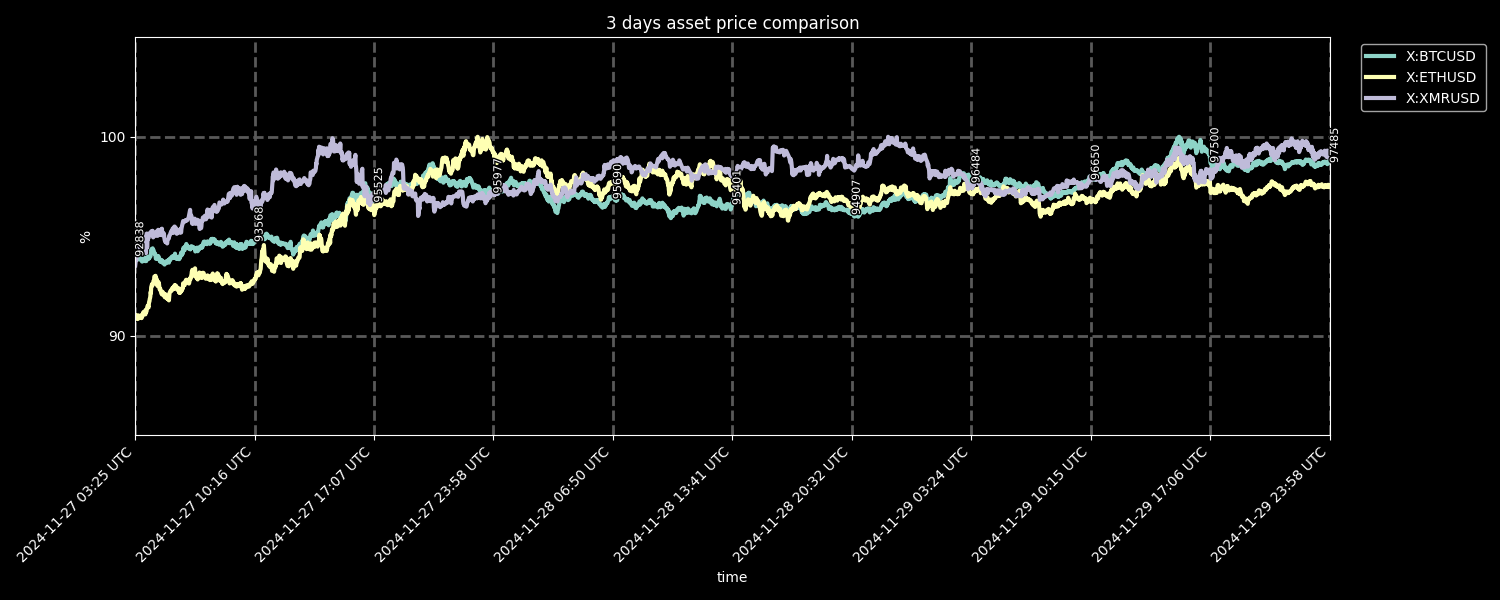 3 days asset price comparison
X:BTCUSD
X:ETHUSD
X:XMRUSD
100
90
%
92838
93568
95525
95977
95690
95401
94907
96484
96650
97500
97485
2024-11-27 03:25 UTC
2024-11-27 10:16 UTC
2024-11-27 17:07 UTC
2024-11-27 23:58 UTC
2024-11-28 06:50 UTC
2024-11-28 13:41 UTC
2024-11-28 20:32 UTC
2024-11-29 03:24 UTC
2024-11-29 10:15 UTC
2024-11-29 17:06 UTC
2024-11-29 23:58 UTC
time